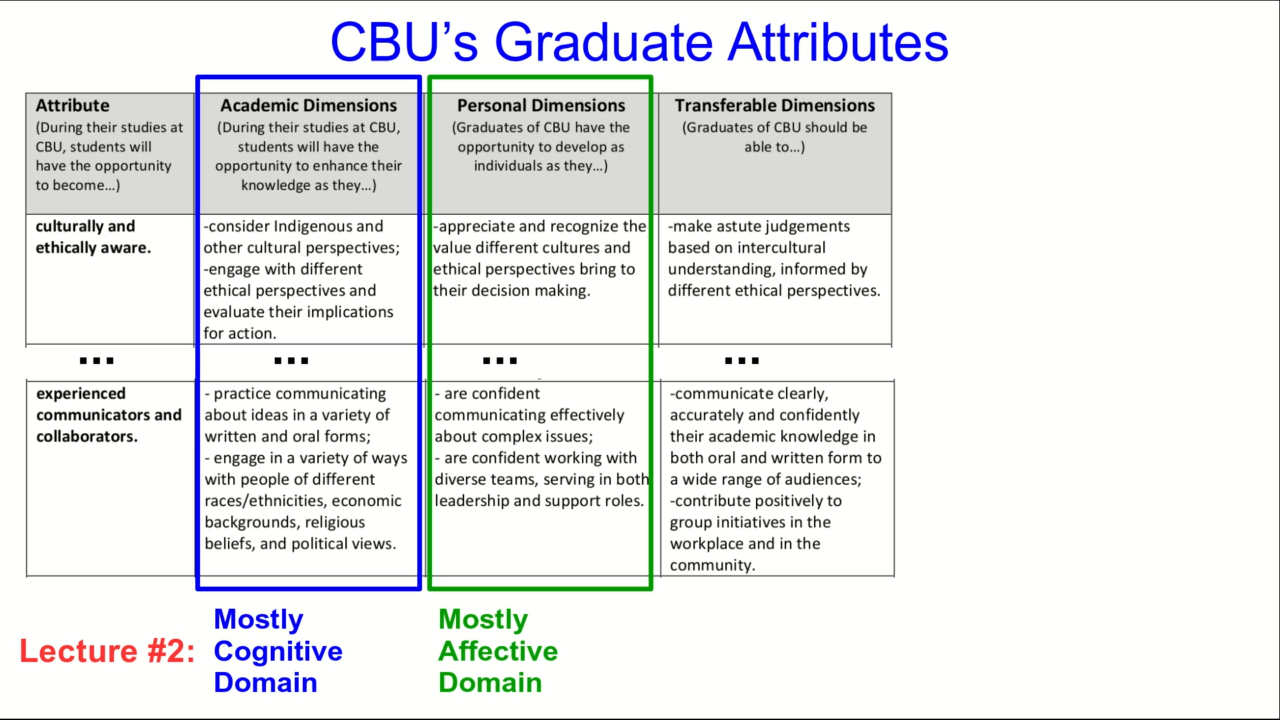 CBU’s Graduate Attributes
Attribute
(During their studies at
CBU, students will
have the opportunity
to become…)
Academic Dimensions
(During their studies at CBU,
students will have the
opportunity to enhance their
knowledge as they…)
Personal Dimensions
(Graduates of CBU have the
opportunity to develop as
individuals as they…)
Transferable Dimensions
(Graduates of CBU should be
able to…)
culturally and
ethically aware.
-consider Indigenous and
other cultural perspectives;
-engage with different
ethical perspectives and
evaluate their implications
for action.
-appreciate and recognize the
value different cultures and
ethical perspectives bring to
their decision making.
-make astute judgements
based on intercultural
understanding, informed by
different ethical perspectives.
... ... ... ...
experienced
communicators and
collaborators.
- practice communicating
about ideas in a variety of
written and oral forms;
- engage in a variety of ways
with people of different
races/ethnicities, economic
backgrounds, religious
beliefs, and political views.
- are confident
communicating effectively
about complex issues;
- are confident working with
diverse teams, serving in both
leadership and support roles.
-communicate clearly,
accurately and confidently
their academic knowledge in
both oral and written form to
a wide range of audiences;
-contribute positively to
group initiatives in the
workplace and in the
community.
Lecture #2:
Mostly
Cognitive
Domain
Mostly
Affective
Domain